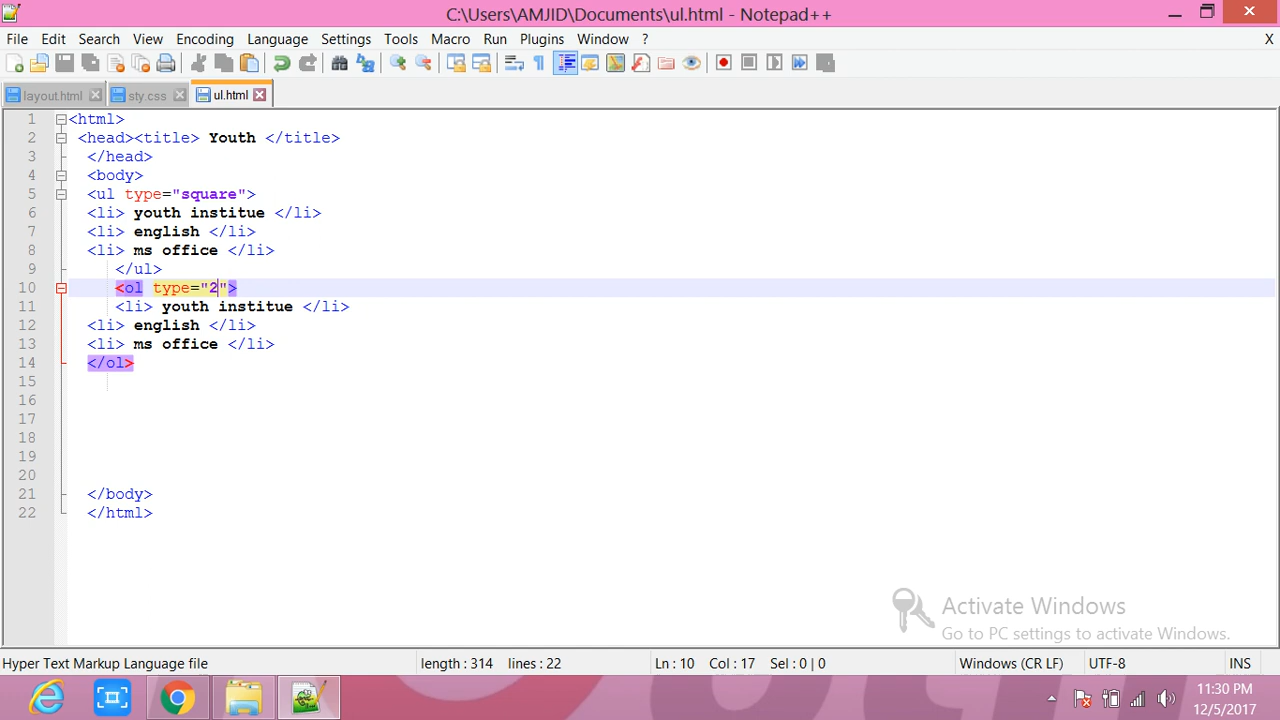 C:\Users\AMJID\Documents\ul.html - Notepad++
File Edit Search View Encoding Language Settings Tools Macro Run Plugins Window ? X
layout.html sty.css ul.html
1 <html>
2 <head><title> Youth </title>
3 </head>
4 <body>
5 <ul type="square">
6 <li> youth institue </li>
7 <li> english </li>
8 <li> ms office </li>
9 </ul>
10 <ol type="2">
11 <li> youth institue </li>
12 <li> english </li>
13 <li> ms office </li>
14 </ol>
15
16
17
18
19
20
21 </body>
22 </html>
Activate Windows
Go to PC settings to activate Windows.
Hyper Text Markup Language file length : 314 lines : 22 Ln : 10 Col : 17 Sel : 0 | 0 Windows (CR LF) UTF-8 INS
11:30 PM
12/5/2017